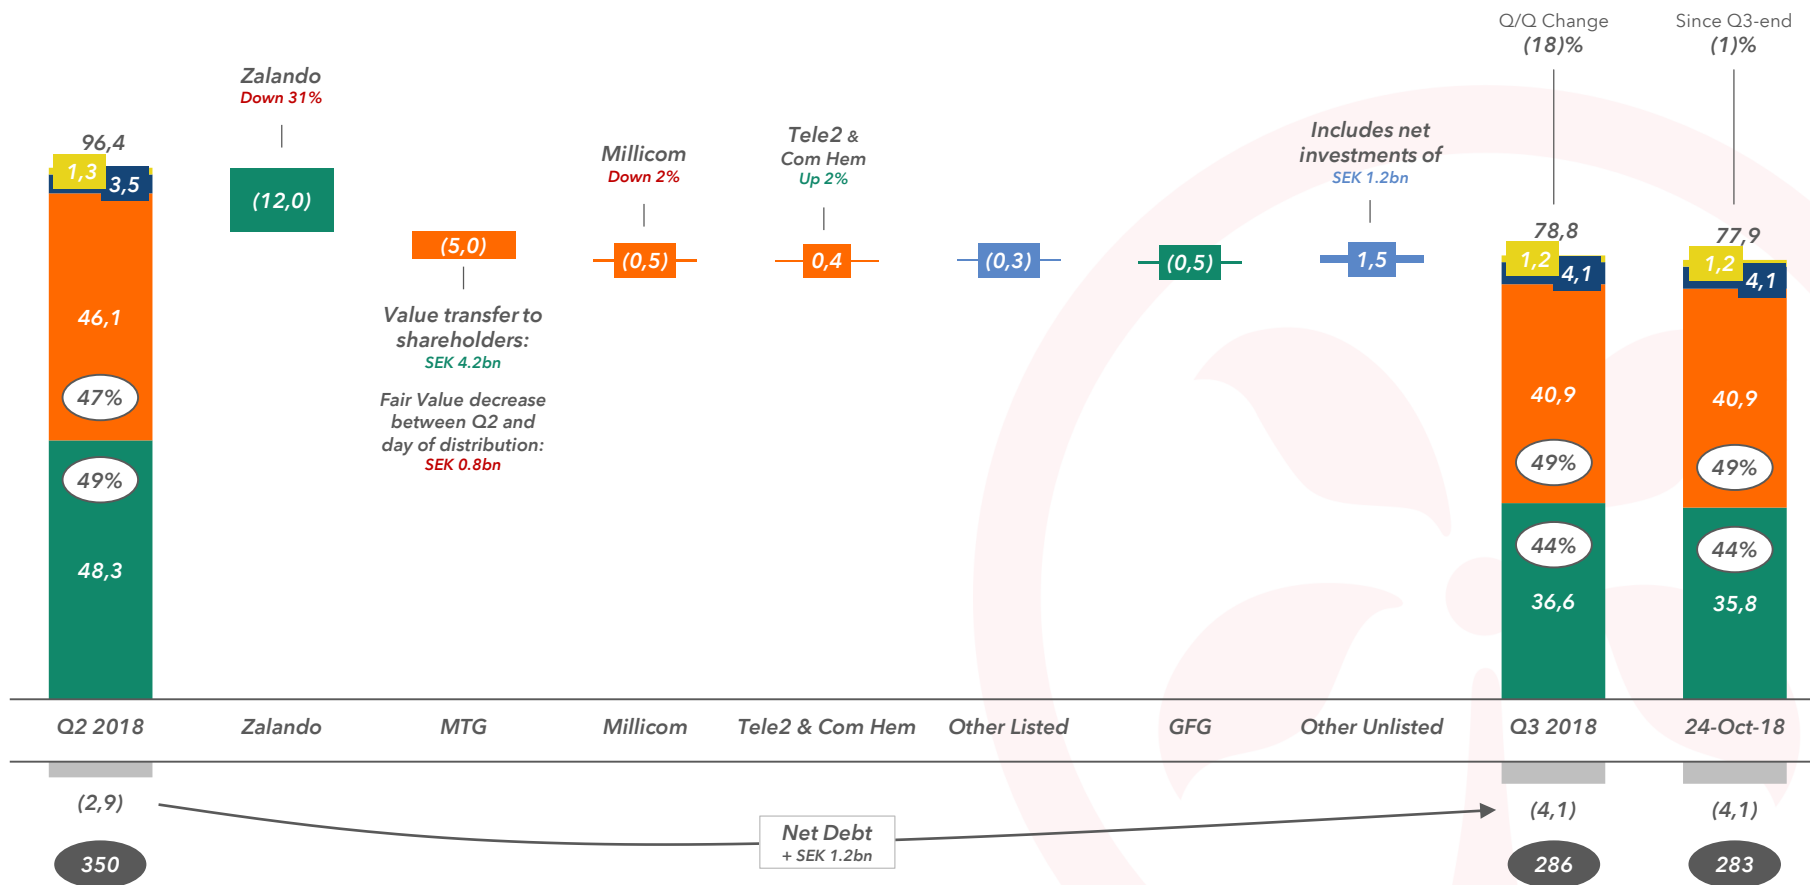 Q/Q Change
(18)%
Since Q3-end
(1)%
Zalando
Down 31%
Millicom
Down 2%
Tele2 &
Com Hem
Up 2%
Includes net
investments of
SEK 1.2bn
96,4
1,3
3,5
46,1
47%
49%
48,3
(12,0)
(5,0)
Value transfer to
shareholders:
SEK 4.2bn
Fair Value decrease
between Q2 and
day of distribution:
SEK 0.8bn
(0,5)
0,4
(0,3)
(0,5)
1,5
78,8
1,2
4,1
40,9
49%
44%
36,6
77,9
1,2
4,1
40,9
49%
44%
35,8
Q2 2018
Zalando
MTG
Millicom
Tele2 & Com Hem
Other Listed
GFG
Other Unlisted
Q3 2018
24-Oct-18
(2,9)
Net Debt
+ SEK 1.2bn
(4,1)
(4,1)
350
286
283